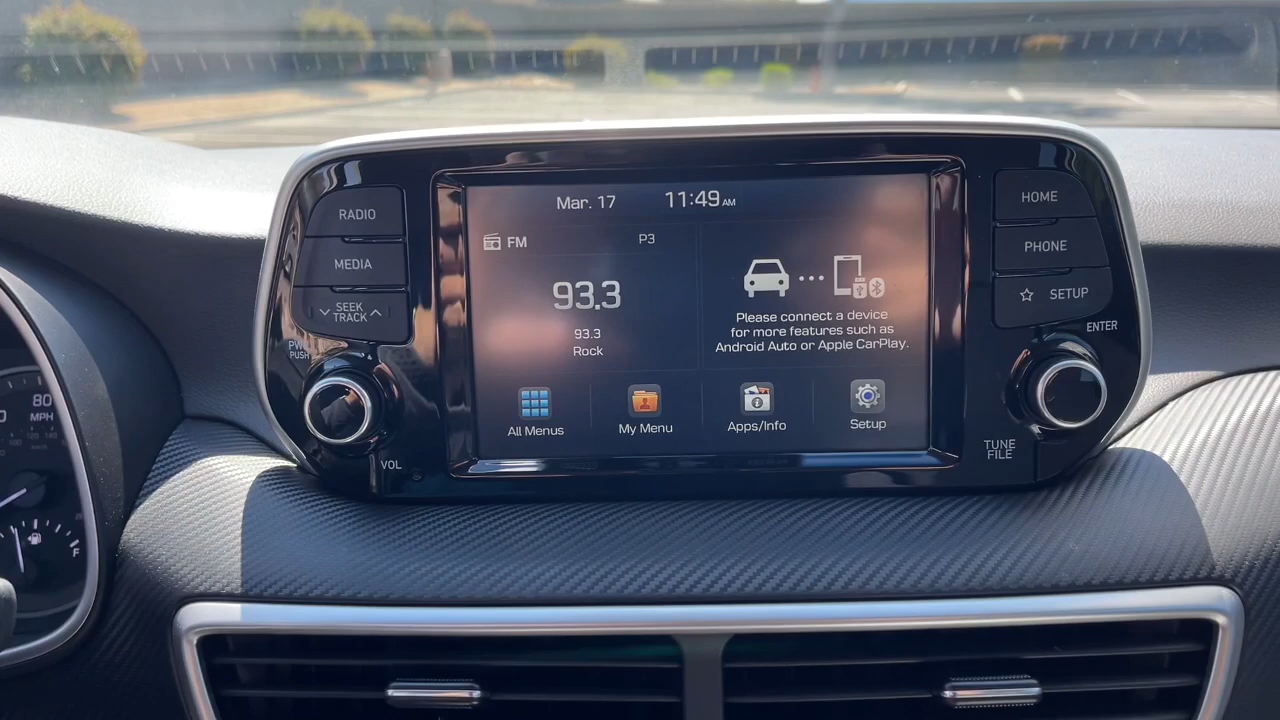 Mar. 17
11:49 AM
FM
P3
93.3
93.3
Rock
Please connect a device
for more features such as
Android Auto or Apple CarPlay.
All Menus
My Menu
Apps/Info
Setup
RADIO
MEDIA
SEEK
TRACK
PUSH
VOL
HOME
PHONE
SETUP
ENTER
TUNE
FILE
80
MPH
F